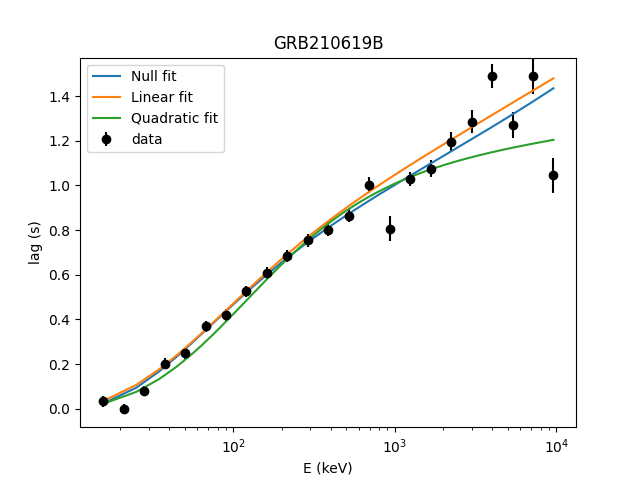 GRB210619B
Null fit
Linear fit
Quadratic fit
data
lag (s)
1.4
1.2
1.0
0.8
0.6
0.4
0.2
0.0
10²
10³
10⁴
E (keV)